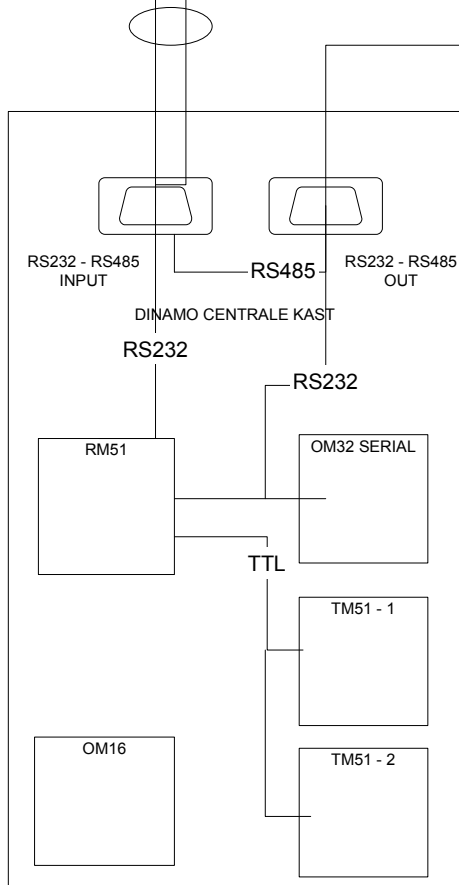 RS232 - RS485
INPUT
RS485
RS232 - RS485
OUT
DINAMO CENTRALE KAST
RS232
RS232
RM51
OM32 SERIAL
TTL
TM51 - 1
OM16
TM51 - 2